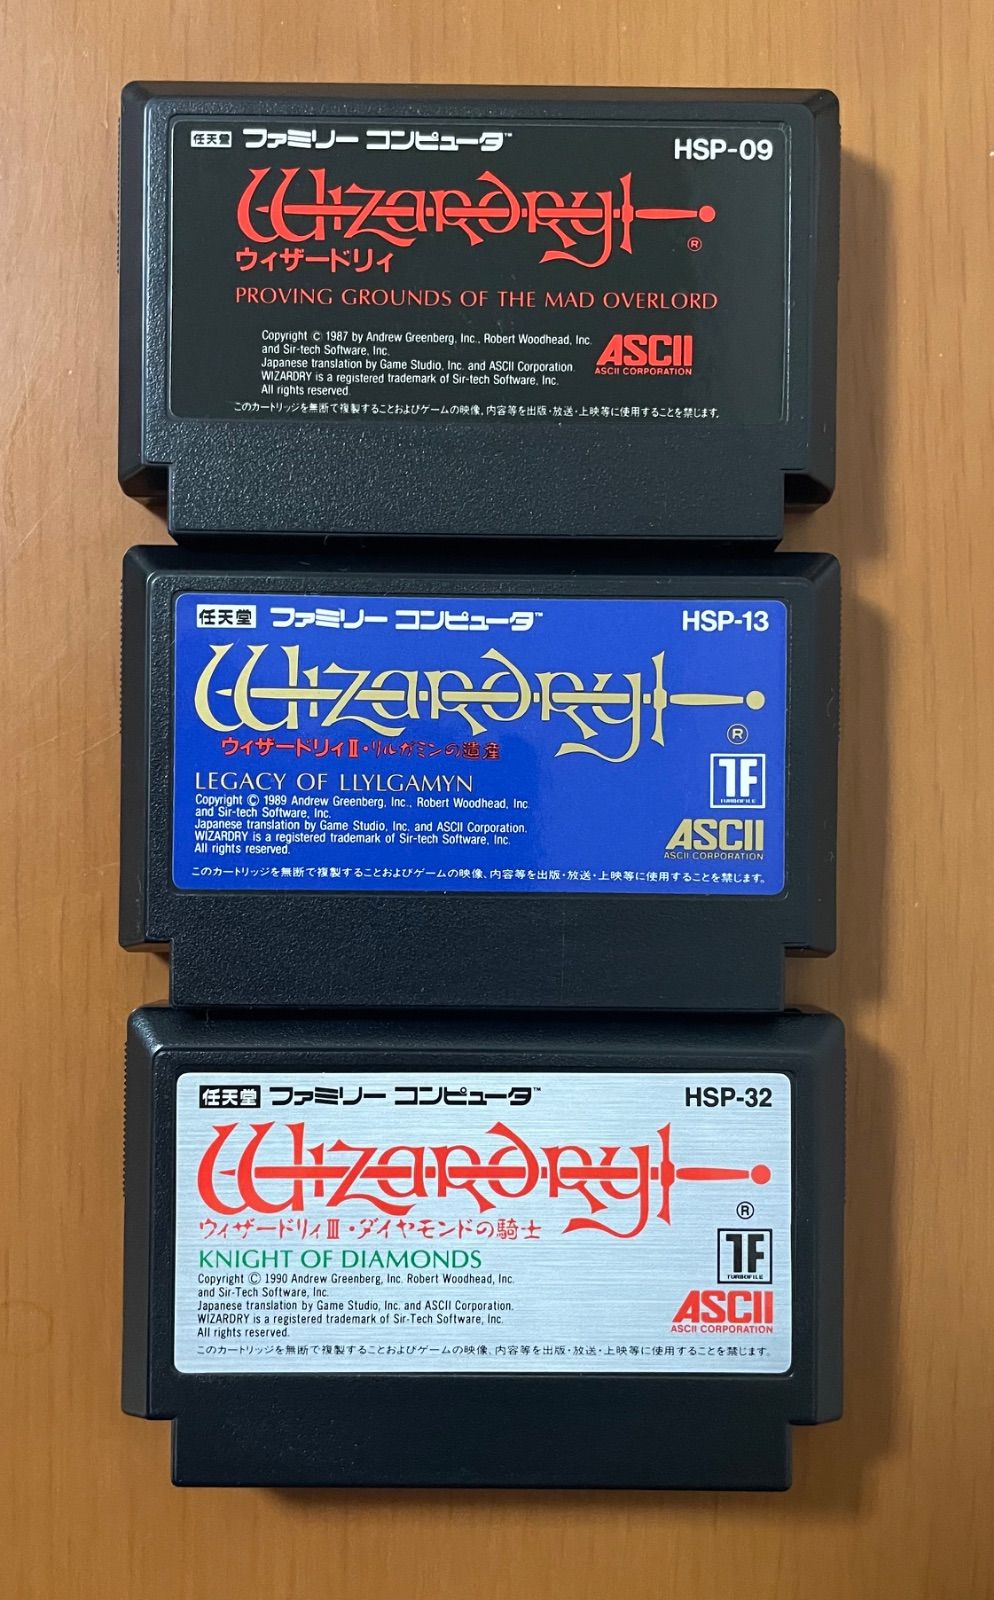 任天堂 ファミリー コンピュータ™ HSP-09
Wizardry ®
ウィザードリィ
PROVING GROUNDS OF THE MAD OVERLORD
Copyright © 1987 by Andrew Greenberg, Inc., Robert Woodhead, Inc.
and Sir-tech Software, Inc.
Japanese translation by Game Studio, Inc. and ASCII Corporation.
WIZARDRY is a registered trademark of Sir-tech Software, Inc.
All rights reserved.
ASCII
ASCII CORPORATION
このカートリッジを無断で複製することおよびゲームの映像、内容等を出版・放送・上映等に使用することを禁じます。
任天堂 ファミリー コンピュータ™ HSP-13
Wizardry ®
ウィザードリィII・リルガミンの遺産
LEGACY OF LLYLGAMYN
Copyright © 1989 Andrew Greenberg, Inc., Robert Woodhead, Inc.
and Sir-tech Software, Inc.
Japanese translation by Game Studio, Inc. and ASCII Corporation.
WIZARDRY is a registered trademark of Sir-tech Software, Inc.
All rights reserved.
TF
TURBOFILE
ASCII
ASCII CORPORATION
このカートリッジを無断で複製することおよびゲームの映像、内容等を出版・放送・上映等に使用することを禁じます。
任天堂 ファミリー コンピュータ™ HSP-32
Wizardry ®
ウィザードリィIII・ダイヤモンドの騎士
KNIGHT OF DIAMONDS
Copyright © 1990 Andrew Greenberg, Inc. Robert Woodhead, Inc.
and Sir-Tech Software, Inc.
Japanese translation by Game Studio, Inc. and ASCII Corporation.
WIZARDRY is a registered trademark of Sir-Tech Software, Inc.
All rights reserved.
TF
TURBOFILE
ASCII
ASCII CORPORATION
このカートリッジを無断で複製することおよびゲームの映像、内容等を出版・放送・上映等に使用することを禁じます。